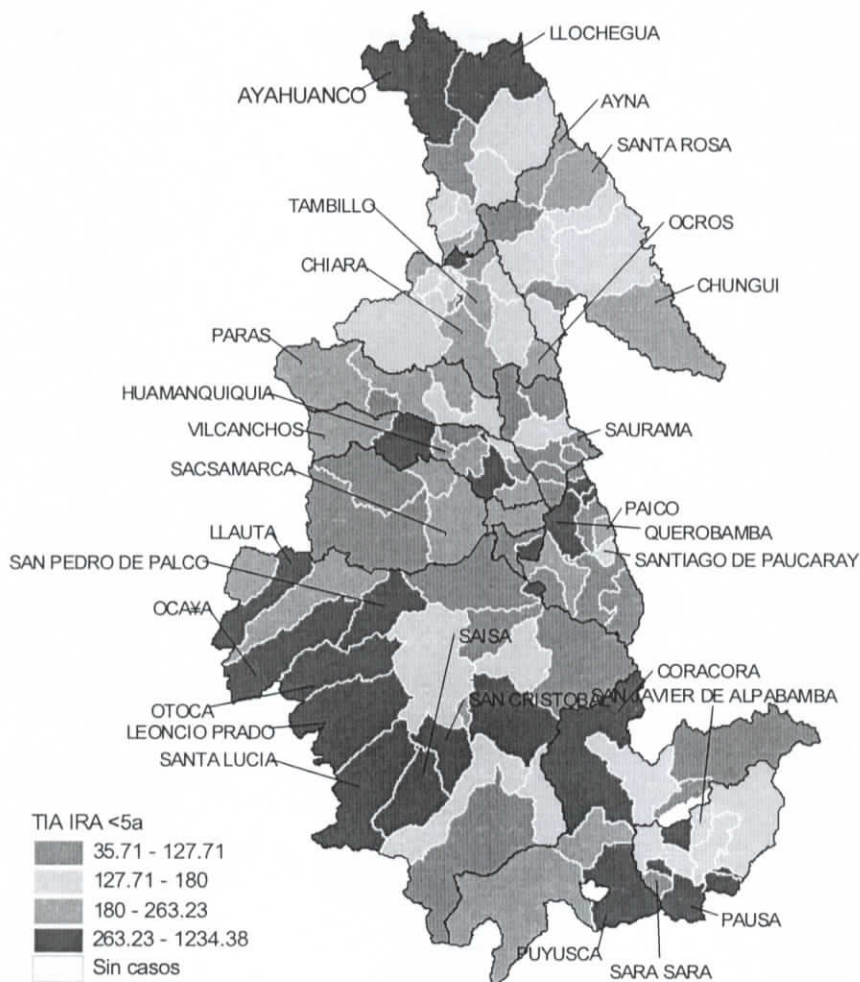 LLOCHEGUA
AYAHUANCO
AYNA
SANTA ROSA
TAMBILLO
OCROS
CHIARA
CHUNGUI
PARAS
HUAMANQUIQUIA
VILCANCHOS
SAURAMA
SACSAMARCA
PAICO
LLAUTA
QUEROBAMBA
SAN PEDRO DE PALCO
SANTIAGO DE PAUCARAY
OCA¥A
SAISA
CORACORA
OTOCA
SAN CRISTOBAL
SAN JAVIER DE ALPABAMBA
LEONCIO PRADO
SANTA LUCIA
TIA IRA <5a
35.71 - 127.71
127.71 - 180
180 - 263.23
263.23 - 1234.38
Sin casos
PAUSA
PUYUSCA
SARA SARA